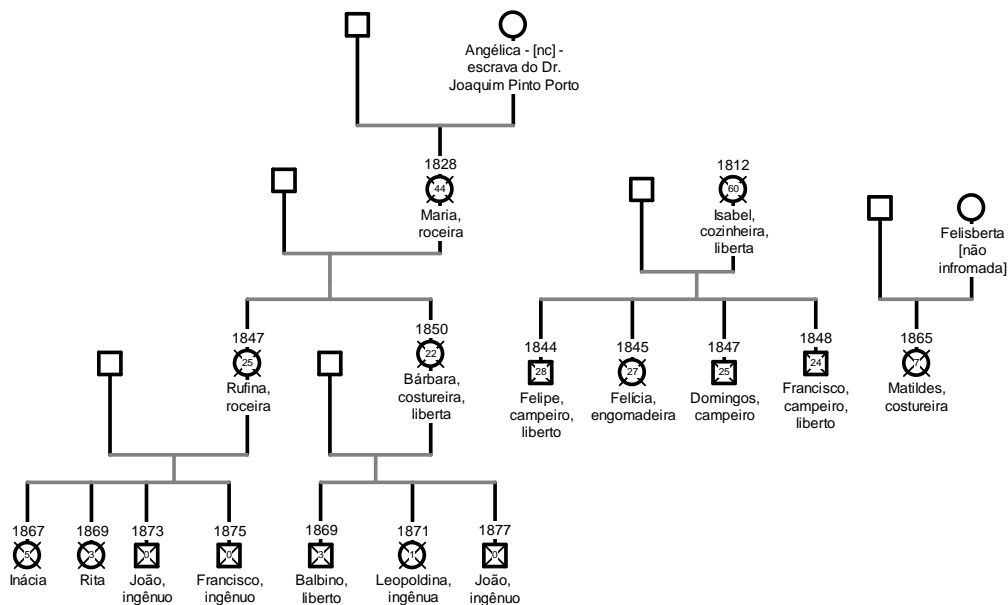 Angélica - [nc] -
escrava do Dr.
Joaquim Pinto Porto
1828
44
Maria,
roceira
1812
60
Isabel,
cozinheira,
liberta
Felisberta
[não
infromada]
1847
25
Rufina,
roceira
1850
22
Bárbara,
costureira,
liberta
1844
28
Felipe,
campeiro,
liberto
1845
27
Felícia,
engomadeira
1847
25
Domingos,
campeiro
1848
24
Francisco,
campeiro,
liberto
1865
7
Matildes,
costureira
1867
5
Inácia
1869
3
Rita
1873
0
João,
ingênuo
1875
0
Francisco,
ingênuo
1869
3
Balbino,
liberto
1871
1
Leopoldina,
ingênua
1877
0
João,
ingênuo